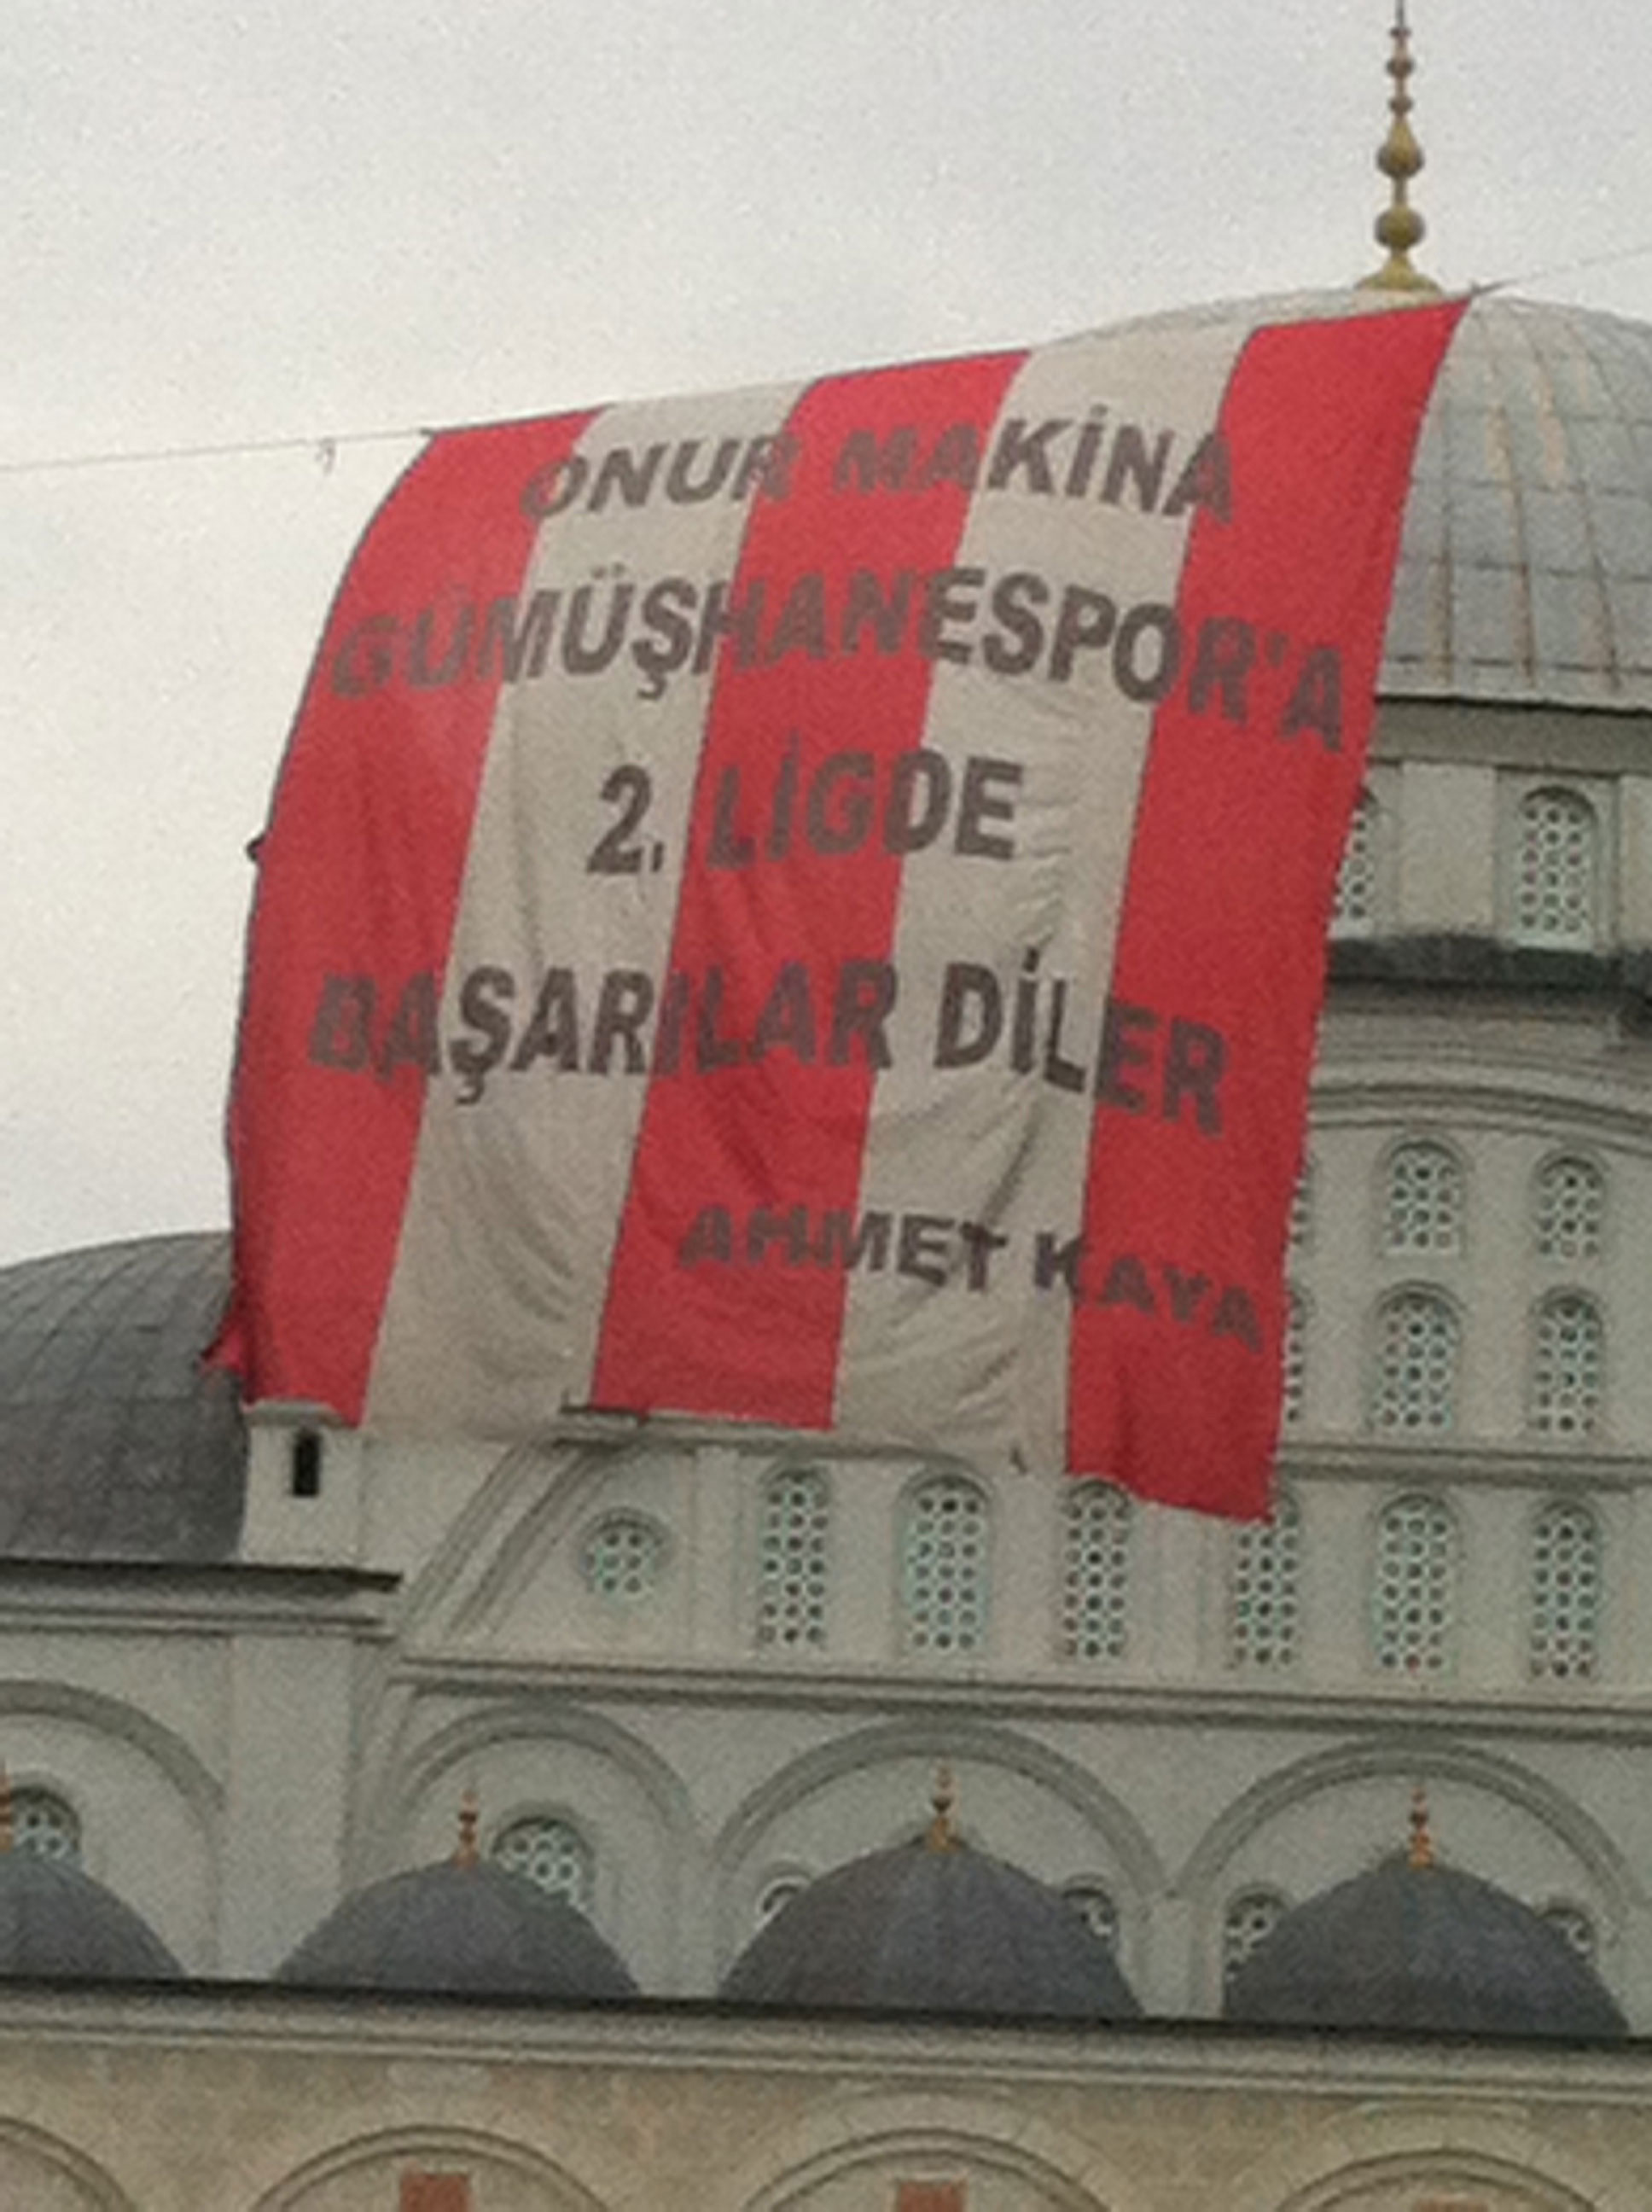 ONUR MAKİNA
GÜMÜŞHANESPOR'A
2. LİGDE
BAŞARILAR DİLER
AHMET KAYA